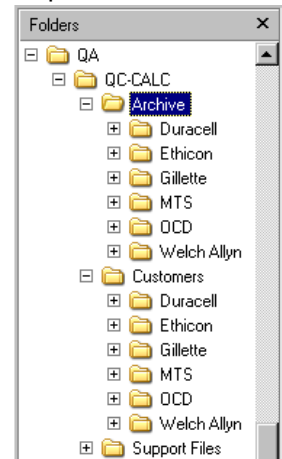 Folders
QA
QC-CALC
Archive
Duracell
Ethicon
Gillette
MTS
OCD
Welch Allyn
Customers
Duracell
Ethicon
Gillette
MTS
OCD
Welch Allyn
Support Files